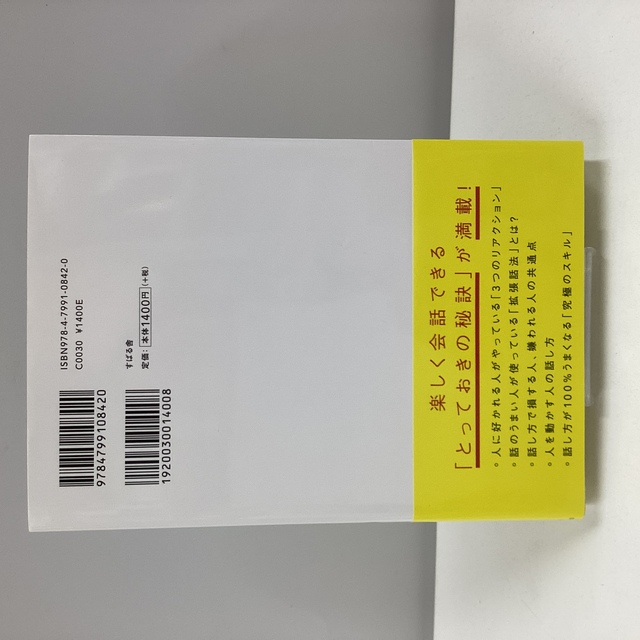 9784799108420
1920030014008
ISBN978-4-7991-0842-0
C0030 ¥1400E
すばる舎
定価：本体1400円(+税)
楽しく会話できる
「とっておきの秘訣」が満載！
人に好かれる人がやっている「3つのリアクション」
話のうまい人が使っている「拡張話法」とは？
話し方で損する人、嫌われる人の共通点
人を動かす人の話し方
話し方が100％うまくなる「究極のスキル」